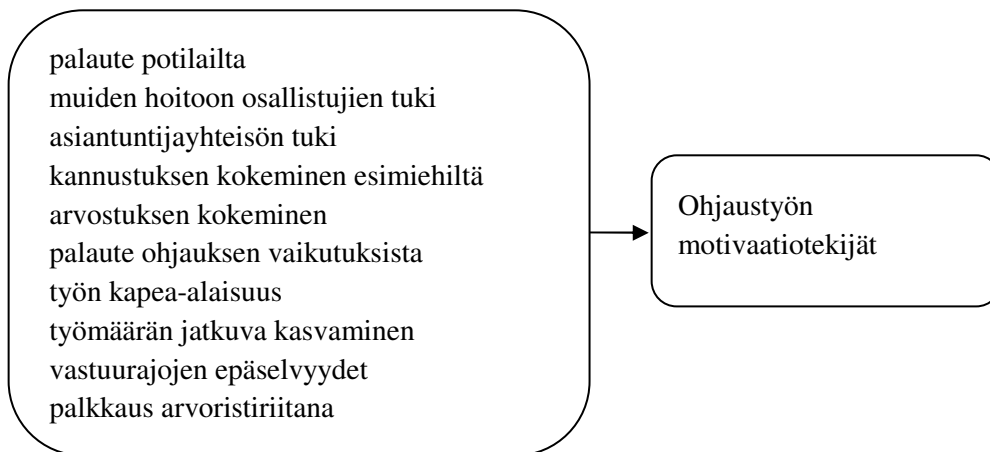 palaute potilailta
muiden hoitoon osallistujien tuki
asiantuntijayhteisön tuki
kannustuksen kokeminen esimiehiltä
arvostuksen kokeminen
palaute ohjauksen vaikutuksista
työn kapea-alaisuus
työmäärän jatkuva kasvaminen
vastuurajojen epäselvyydet
palkkaus arvoristiriitana
Ohjaustyön
motivaatiotekijät